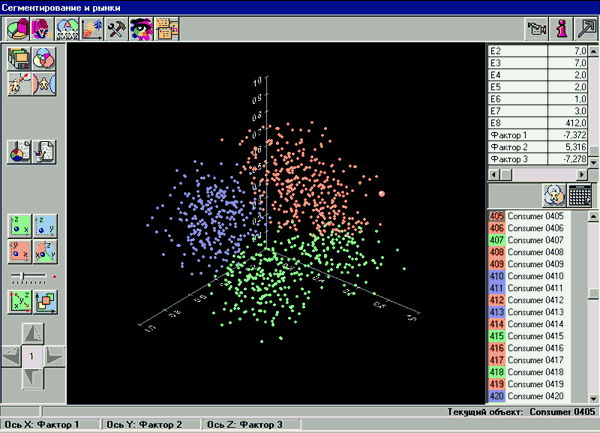 Сегментирование и рынки
E2 7,0
E3 7,0
E4 2,0
E5 2,0
E6 1,0
E7 3,0
E8 412,0
Фактор 1 -7,372
Фактор 2 5,316
Фактор 3 -7,278
405 Consumer 0405
406 Consumer 0406
407 Consumer 0407
408 Consumer 0408
409 Consumer 0409
410 Consumer 0410
411 Consumer 0411
412 Consumer 0412
413 Consumer 0413
414 Consumer 0414
415 Consumer 0415
416 Consumer 0416
417 Consumer 0417
418 Consumer 0418
419 Consumer 0419
420 Consumer 0420
1
Текущий объект: Consumer 0405
Ось X: Фактор 1 Ось Y: Фактор 2 Ось Z: Фактор 3